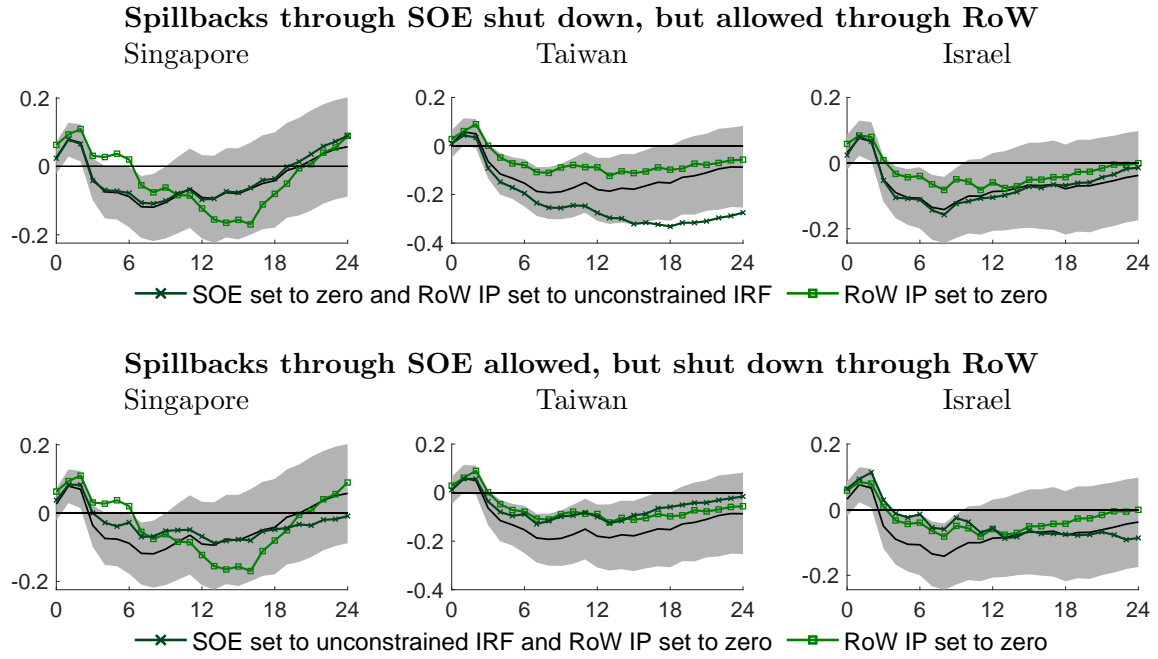 Spillbacks through SOE shut down, but allowed through RoW
Singapore Taiwan Israel
0.2 0.2 0.2
0 0 0
-0.2 -0.2 -0.2
-0.4
0 6 12 18 24 0 6 12 18 24 0 6 12 18 24
SOE set to zero and RoW IP set to unconstrained IRF RoW IP set to zero
Spillbacks through SOE allowed, but shut down through RoW
Singapore Taiwan Israel
0.2 0.2 0.2
0 0 0
-0.2 -0.2 -0.2
-0.4
0 6 12 18 24 0 6 12 18 24 0 6 12 18 24
SOE set to unconstrained IRF and RoW IP set to zero RoW IP set to zero